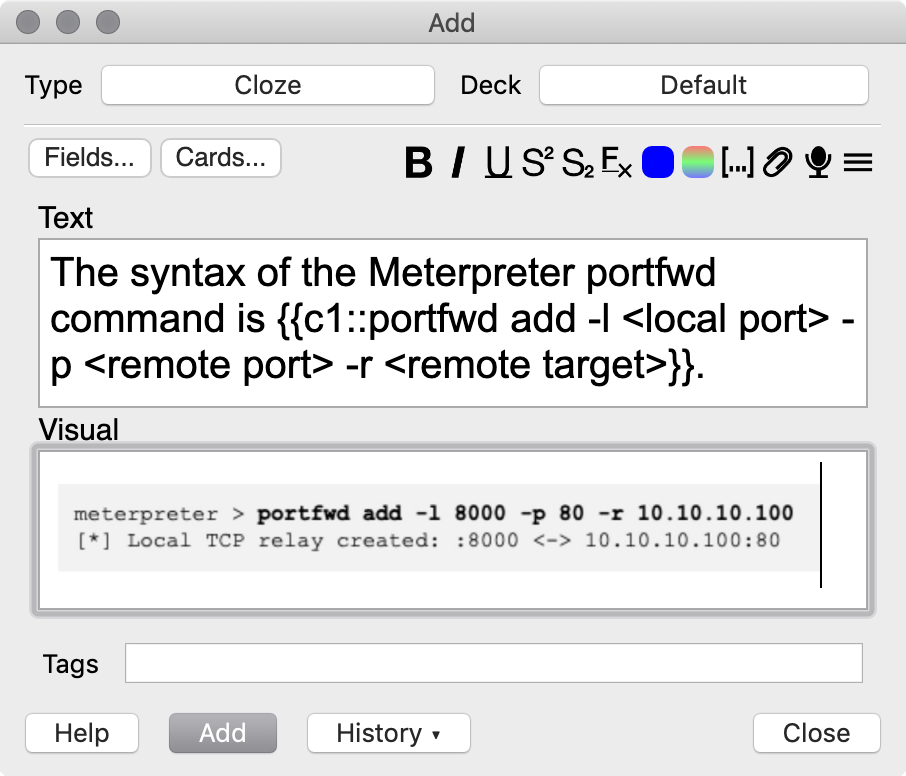 Add
Type Cloze Deck Default
Fields... Cards... B I U S² S₂ Fx [...]
Text
The syntax of the Meterpreter portfwd
command is {{c1::portfwd add -l <local port> -
p <remote port> -r <remote target>}}.
Visual
meterpreter > portfwd add -l 8000 -p 80 -r 10.10.10.100
[*] Local TCP relay created: :8000 <-> 10.10.10.100:80
Tags
Help Add History ▾ Close